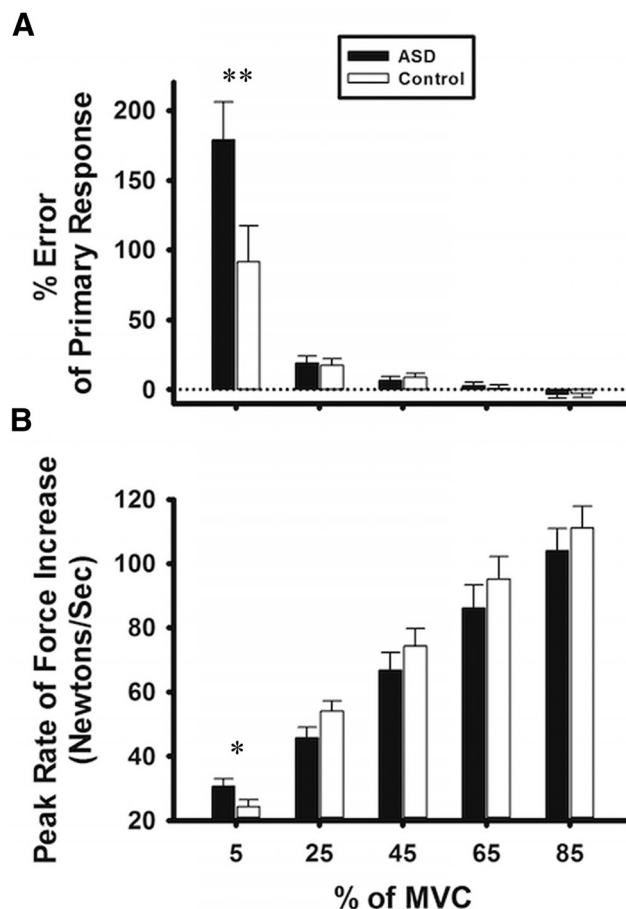 A
ASD
Control
**
200
150
100
50
0
% Error
of Primary Response
B
Peak Rate of Force Increase
(Newtons/Sec)
120
100
80
60
40
20
*
5 25 45 65 85
% of MVC